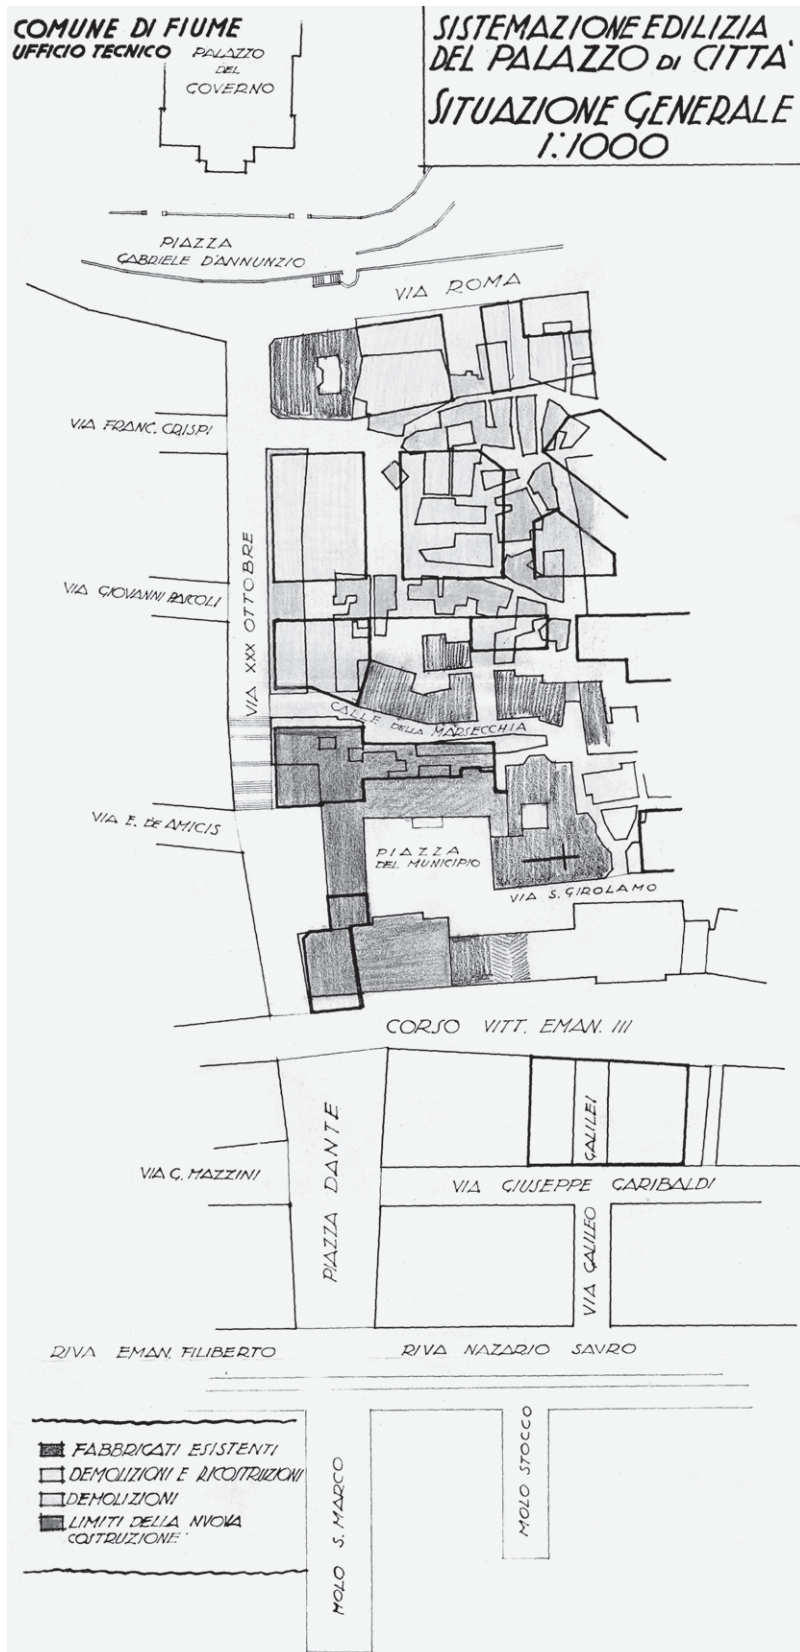 COMUNE DI FIUME
UFFICIO TECNICO
PALAZZO
DEL
GOVERNO
SISTEMAZIONE EDILIZIA
DEL PALAZZO DI CITTA'
SITUAZIONE GENERALE
1:1000
PIAZZA
GABRIELE D'ANNUNZIO
VIA ROMA
VIA FRANC. CRISPI
VIA XXX OTTOBRE
VIA GIOVANNI PASCOLI
CALLE DELLA MARSECCHIA
VIA E. DE AMICIS
PIAZZA
DEL MUNICIPIO
VIA S. GIROLAMO
CORSO VITT. EMAN. III
PIAZZA DANTE
VIA G. MAZZINI
VIA GIUSEPPE GARIBALDI
VIA GALILEO GALILEI
RIVA EMAN. FILIBERTO
RIVA NAZARIO SAURO
MOLO S. MARCO
MOLO STOCCO
FABBRICATI ESISTENTI
DEMOLIZIONI E RICOSTRUZIONI
DEMOLIZIONI
LIMITI DELLA NUOVA
COSTRUZIONE